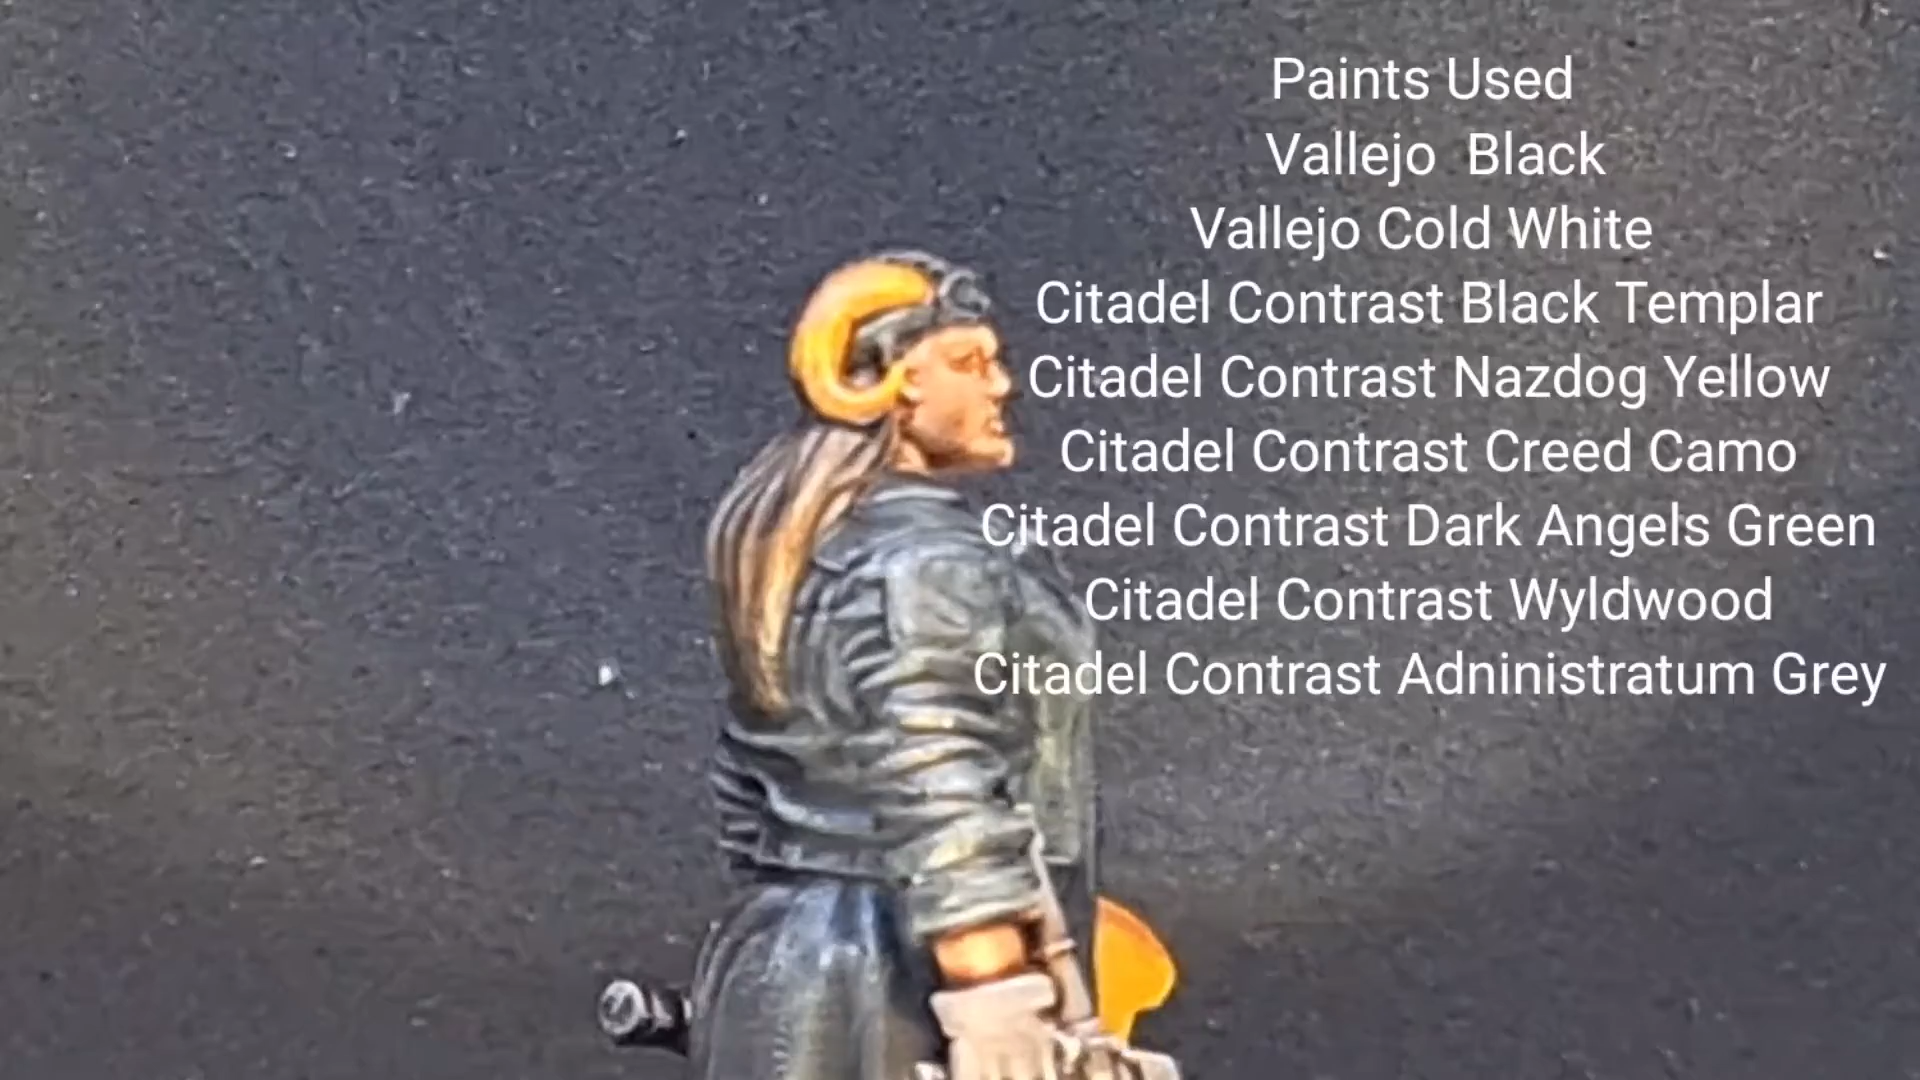 Paints Used
Vallejo Black
Vallejo Cold White
Citadel Contrast Black Templar
Citadel Contrast Nazdog Yellow
Citadel Contrast Creed Camo
Citadel Contrast Dark Angels Green
Citadel Contrast Wyldwood
Citadel Contrast Adninistratum Grey